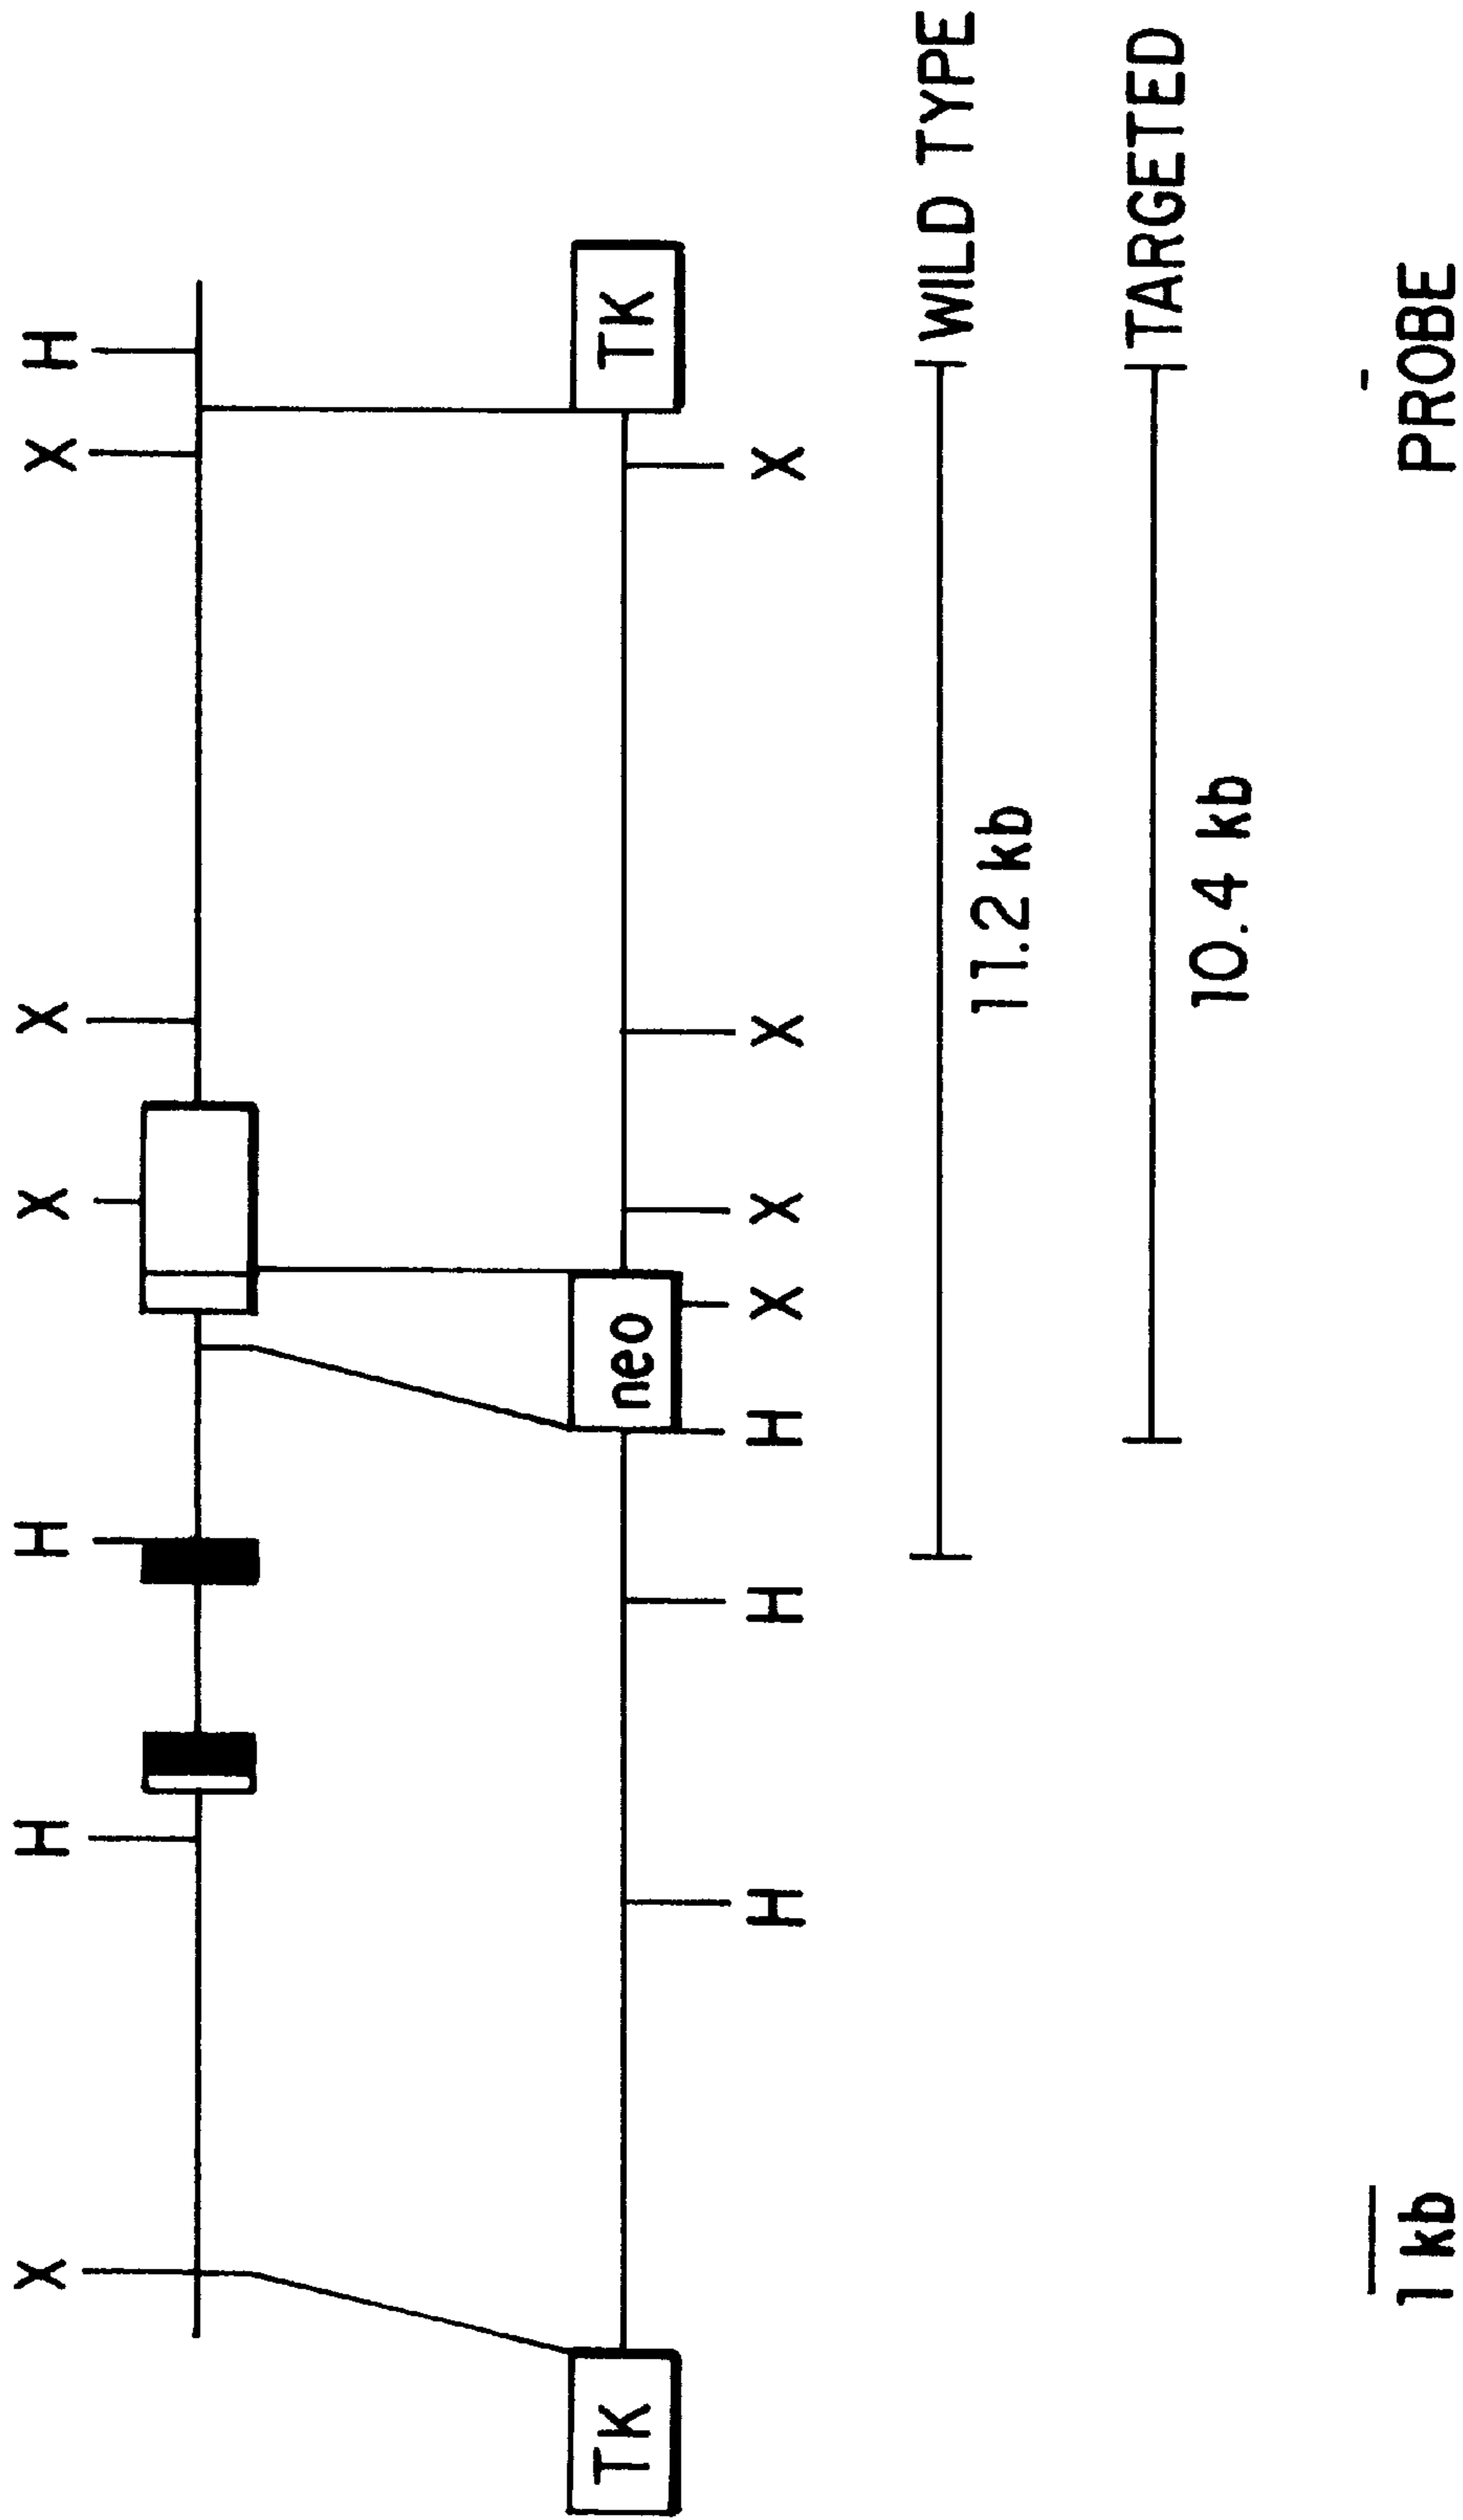 X H H X X X H
TK neo TK
H H H X X X X
WILD TYPE
11.2 kb
TARGETED
10.4 kb
1 kb PROBE